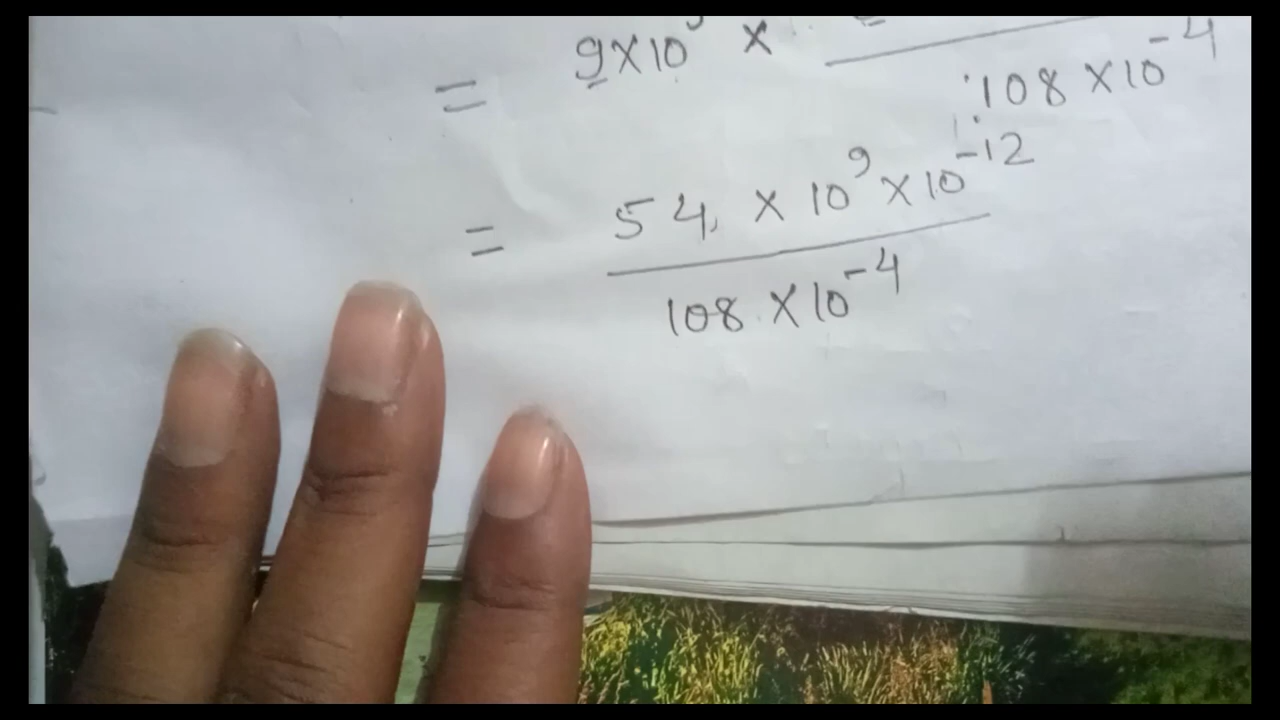 = 9×10 ×
108×10⁻⁴
= 54 × 10⁹ × 10⁻¹²
108 × 10⁻⁴